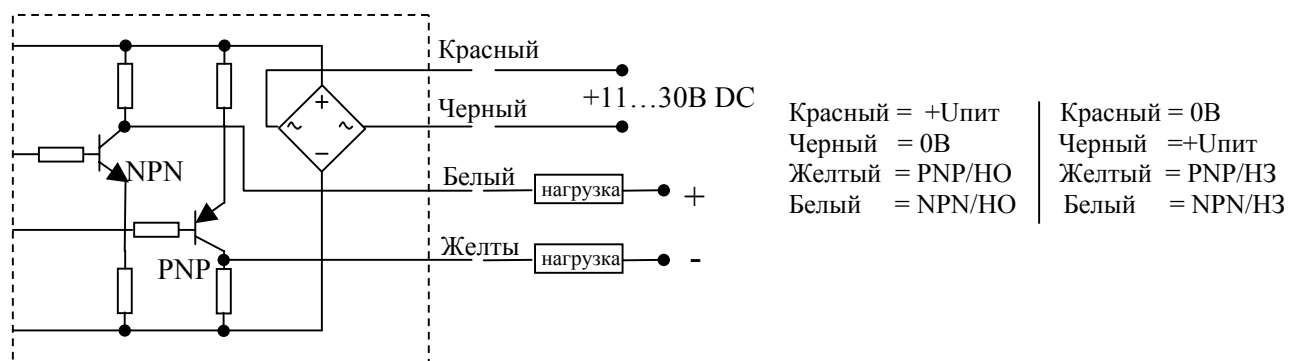 Красный
Черный
+11…30В DC
Белый
нагрузка
+
Желты
нагрузка
-
NPN
PNP
+
~ ~
−
Красный = +Uпит
Черный = 0В
Желтый = PNP/НО
Белый = NPN/НО
Красный = 0В
Черный =+Uпит
Желтый = PNP/НЗ
Белый = NPN/НЗ